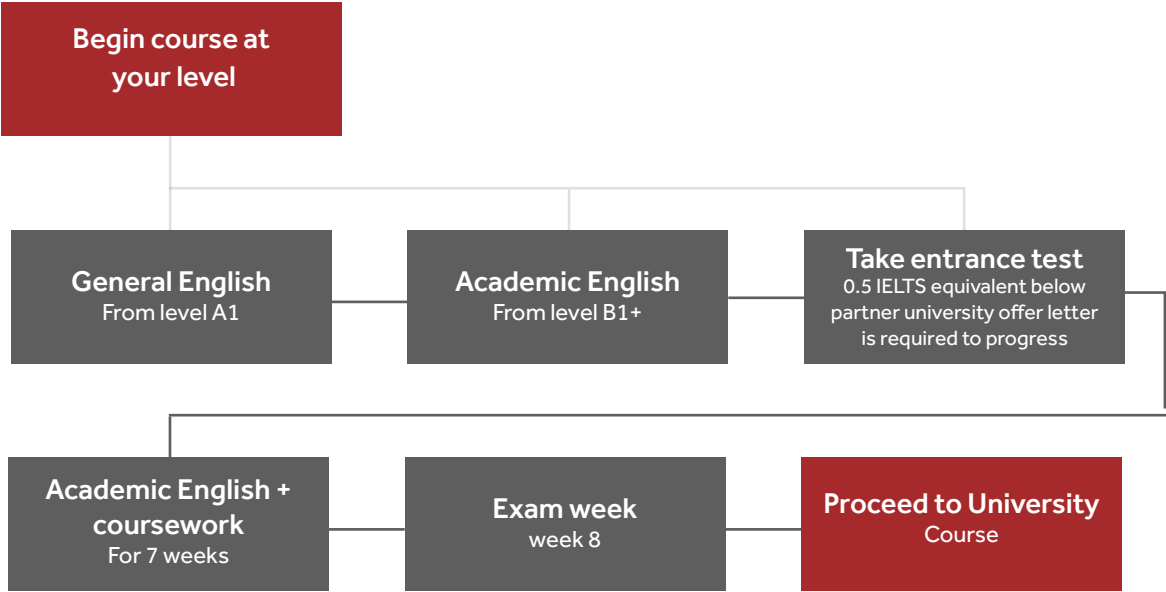 Begin course at
your level
General English
From level A1
Academic English
From level B1+
Take entrance test
0.5 IELTS equivalent below
partner university offer letter
is required to progress
Academic English +
coursework
For 7 weeks
Exam week
week 8
Proceed to University
Course